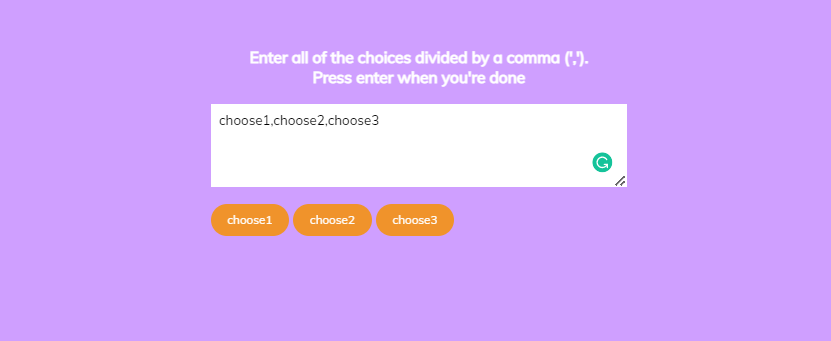 Enter all of the choices divided by a comma (',').
Press enter when you're done
choose1,choose2,choose3
choose1 choose2 choose3